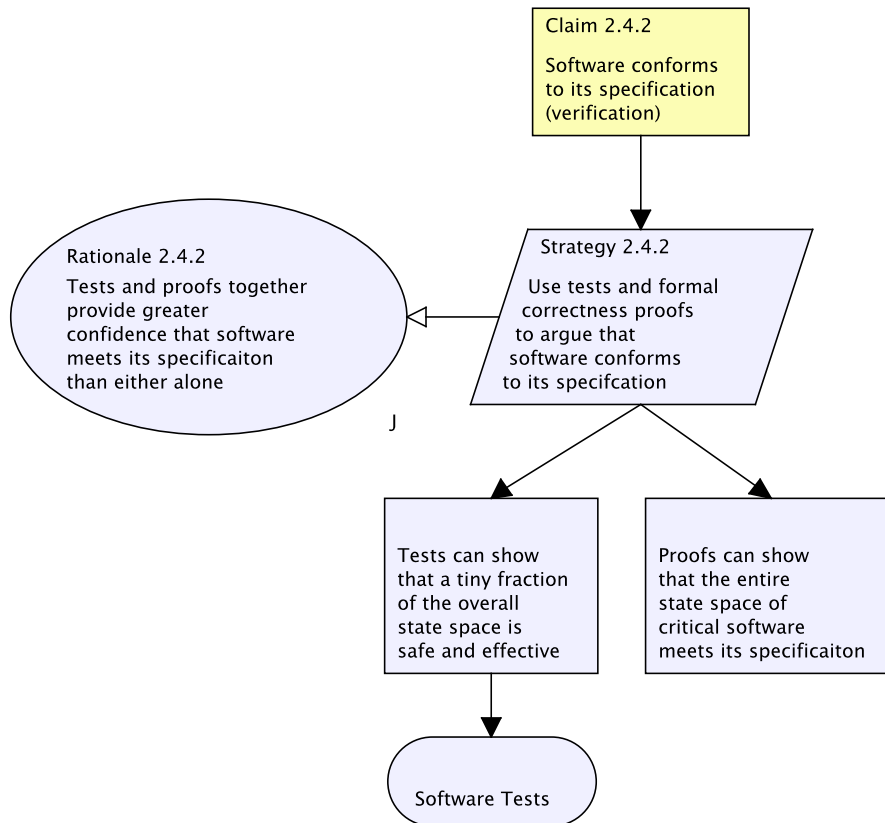 Claim 2.4.2
Software conforms
to its specification
(verification)
Rationale 2.4.2
Tests and proofs together
provide greater
confidence that software
meets its specificaiton
than either alone
J
Strategy 2.4.2
Use tests and formal
correctness proofs
to argue that
software conforms
to its specifcation
Tests can show
that a tiny fraction
of the overall
state space is
safe and effective
Proofs can show
that the entire
state space of
critical software
meets its specificaiton
Software Tests